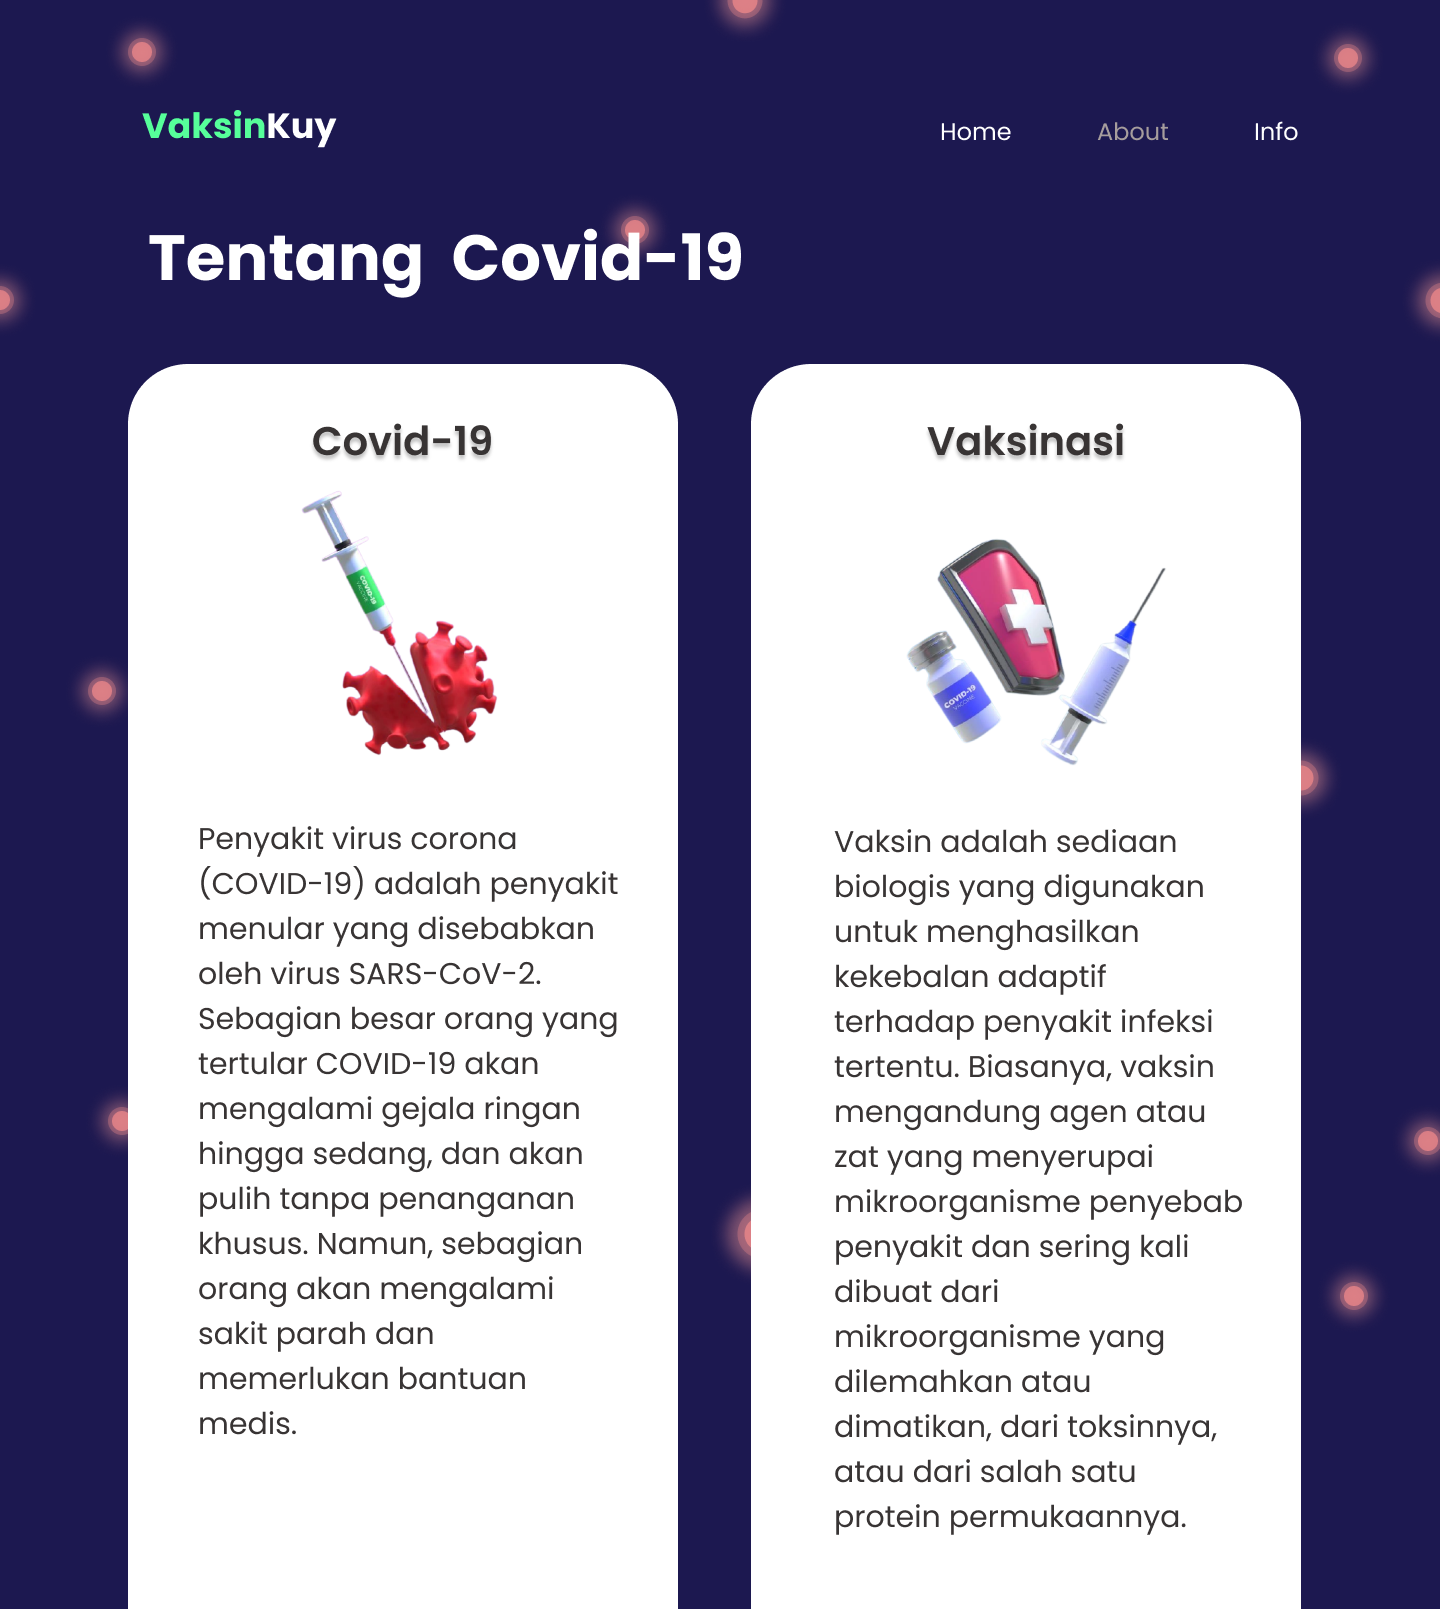 VaksinKuy
Home About Info
Tentang Covid-19
Covid-19
COVID-19
VACCINE
Penyakit virus corona
(COVID-19) adalah penyakit
menular yang disebabkan
oleh virus SARS-CoV-2.
Sebagian besar orang yang
tertular COVID-19 akan
mengalami gejala ringan
hingga sedang, dan akan
pulih tanpa penanganan
khusus. Namun, sebagian
orang akan mengalami
sakit parah dan
memerlukan bantuan
medis.
Vaksinasi
COVID-19
VACCINE
Vaksin adalah sediaan
biologis yang digunakan
untuk menghasilkan
kekebalan adaptif
terhadap penyakit infeksi
tertentu. Biasanya, vaksin
mengandung agen atau
zat yang menyerupai
mikroorganisme penyebab
penyakit dan sering kali
dibuat dari
mikroorganisme yang
dilemahkan atau
dimatikan, dari toksinnya,
atau dari salah satu
protein permukaannya.